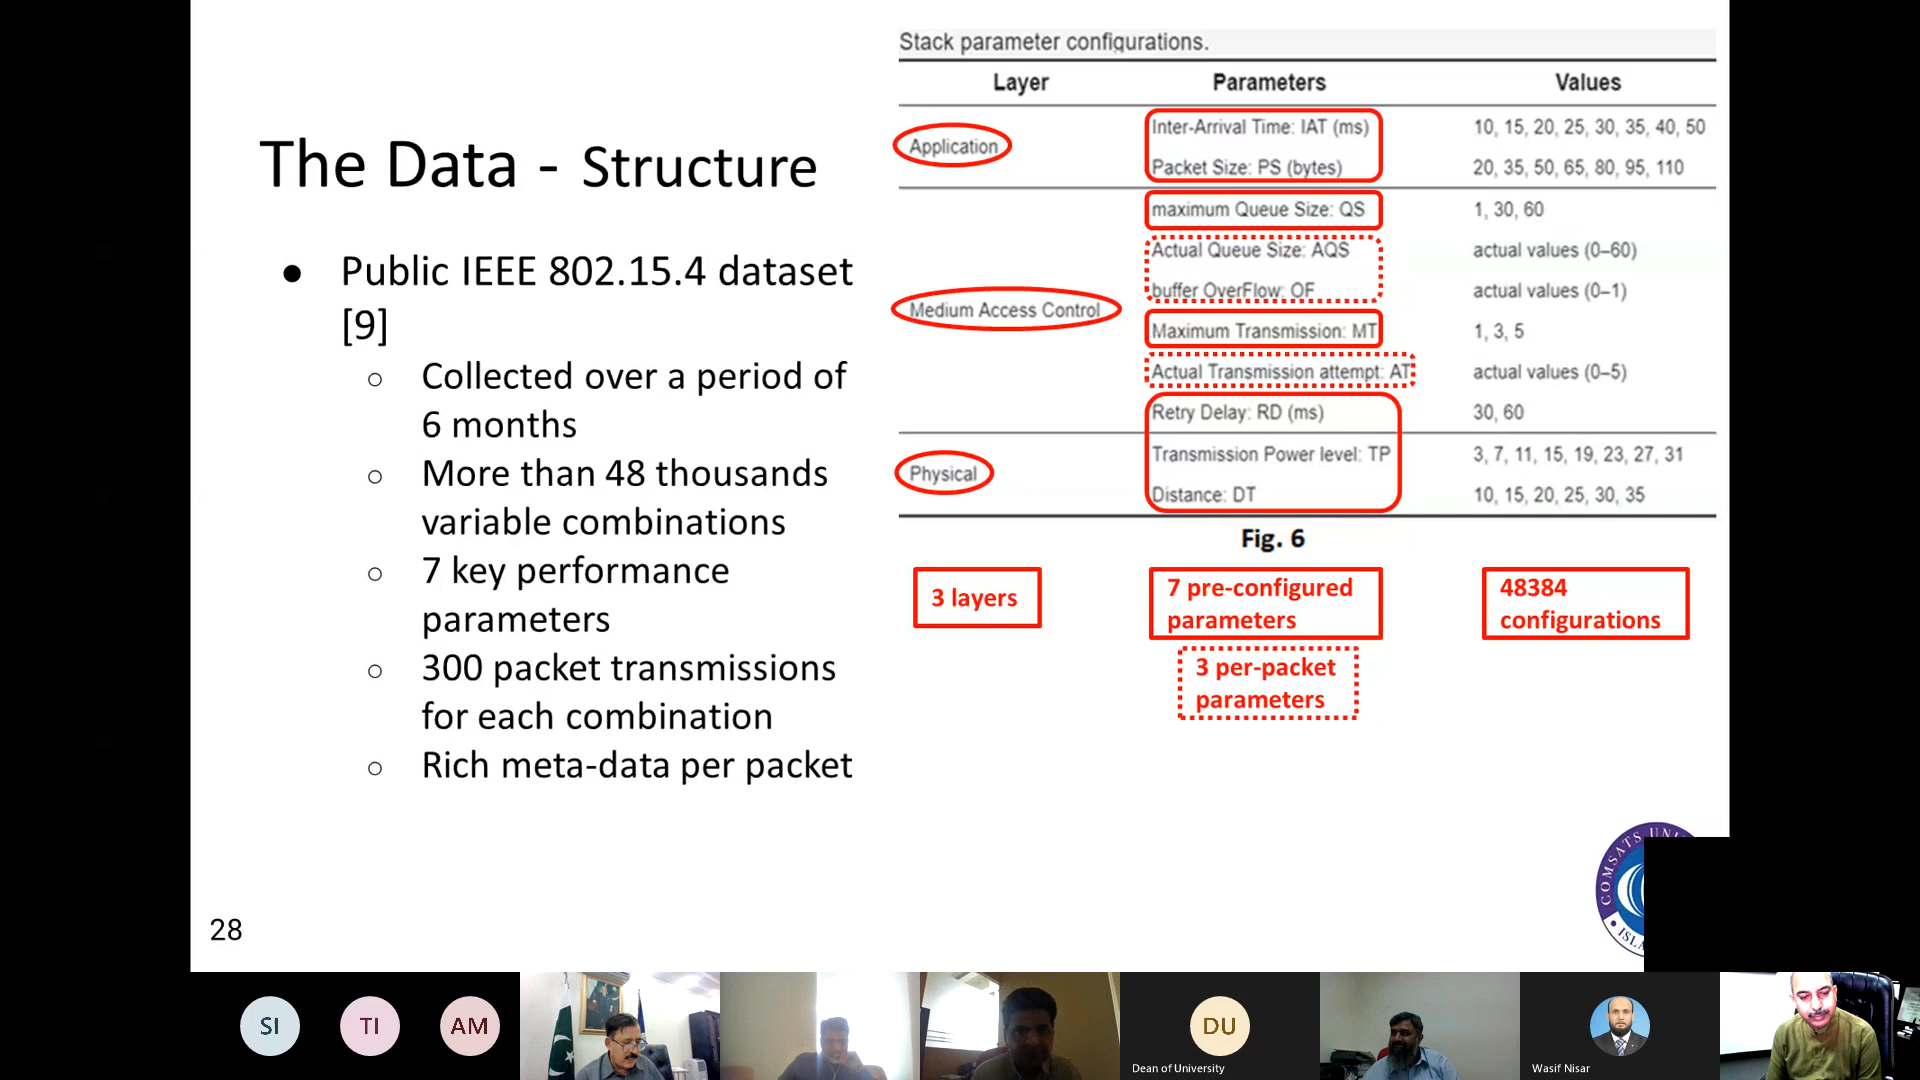 The Data - Structure
● Public IEEE 802.15.4 dataset
[9]
○ Collected over a period of
6 months
○ More than 48 thousands
variable combinations
○ 7 key performance
parameters
○ 300 packet transmissions
for each combination
○ Rich meta-data per packet
28
Stack parameter configurations.
Layer Parameters Values
Application
Inter-Arrival Time: IAT (ms) 10, 15, 20, 25, 30, 35, 40, 50
Packet Size: PS (bytes) 20, 35, 50, 65, 80, 95, 110
Medium Access Control
maximum Queue Size: QS 1, 30, 60
Actual Queue Size: AQS actual values (0–60)
buffer OverFlow: OF actual values (0–1)
Maximum Transmission: MT 1, 3, 5
Actual Transmission attempt: AT actual values (0–5)
Retry Delay: RD (ms) 30, 60
Physical
Transmission Power level: TP 3, 7, 11, 15, 19, 23, 27, 31
Distance: DT 10, 15, 20, 25, 30, 35
Fig. 6
3 layers
7 pre-configured
parameters
48384
configurations
3 per-packet
parameters
COMSATS
SI
TI
AM
DU
Dean of University
Wasif Nisar